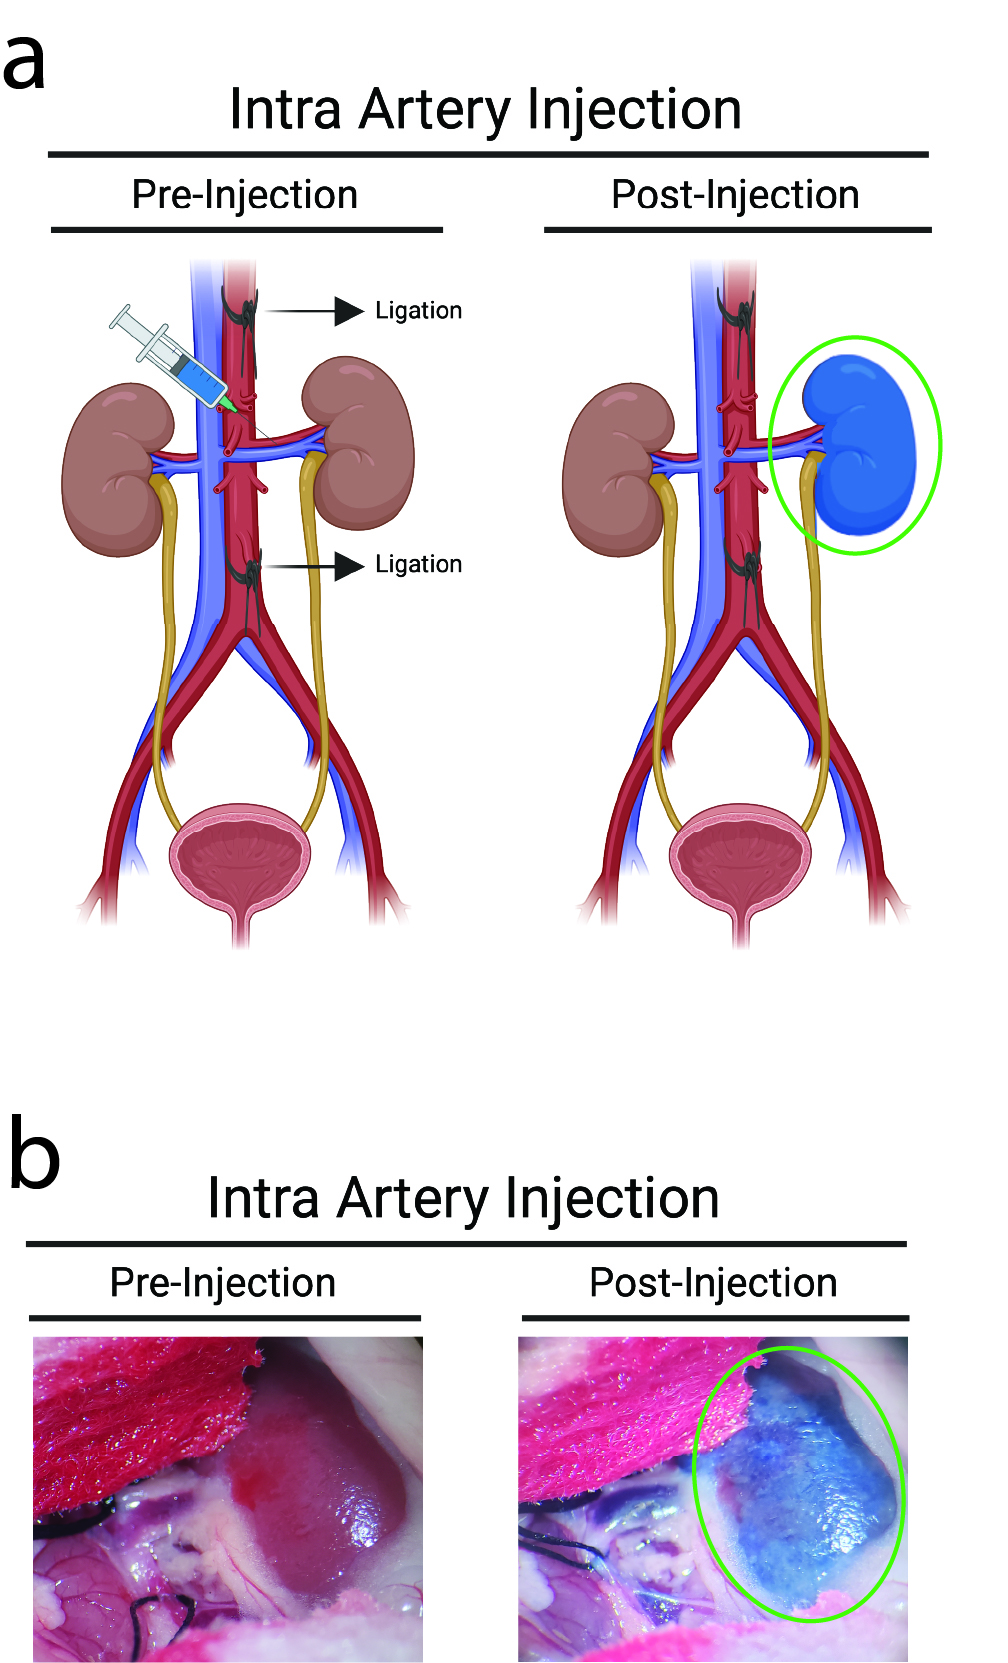 a
Intra Artery Injection
Pre-Injection
Post-Injection
Ligation
Ligation
b
Intra Artery Injection
Pre-Injection
Post-Injection